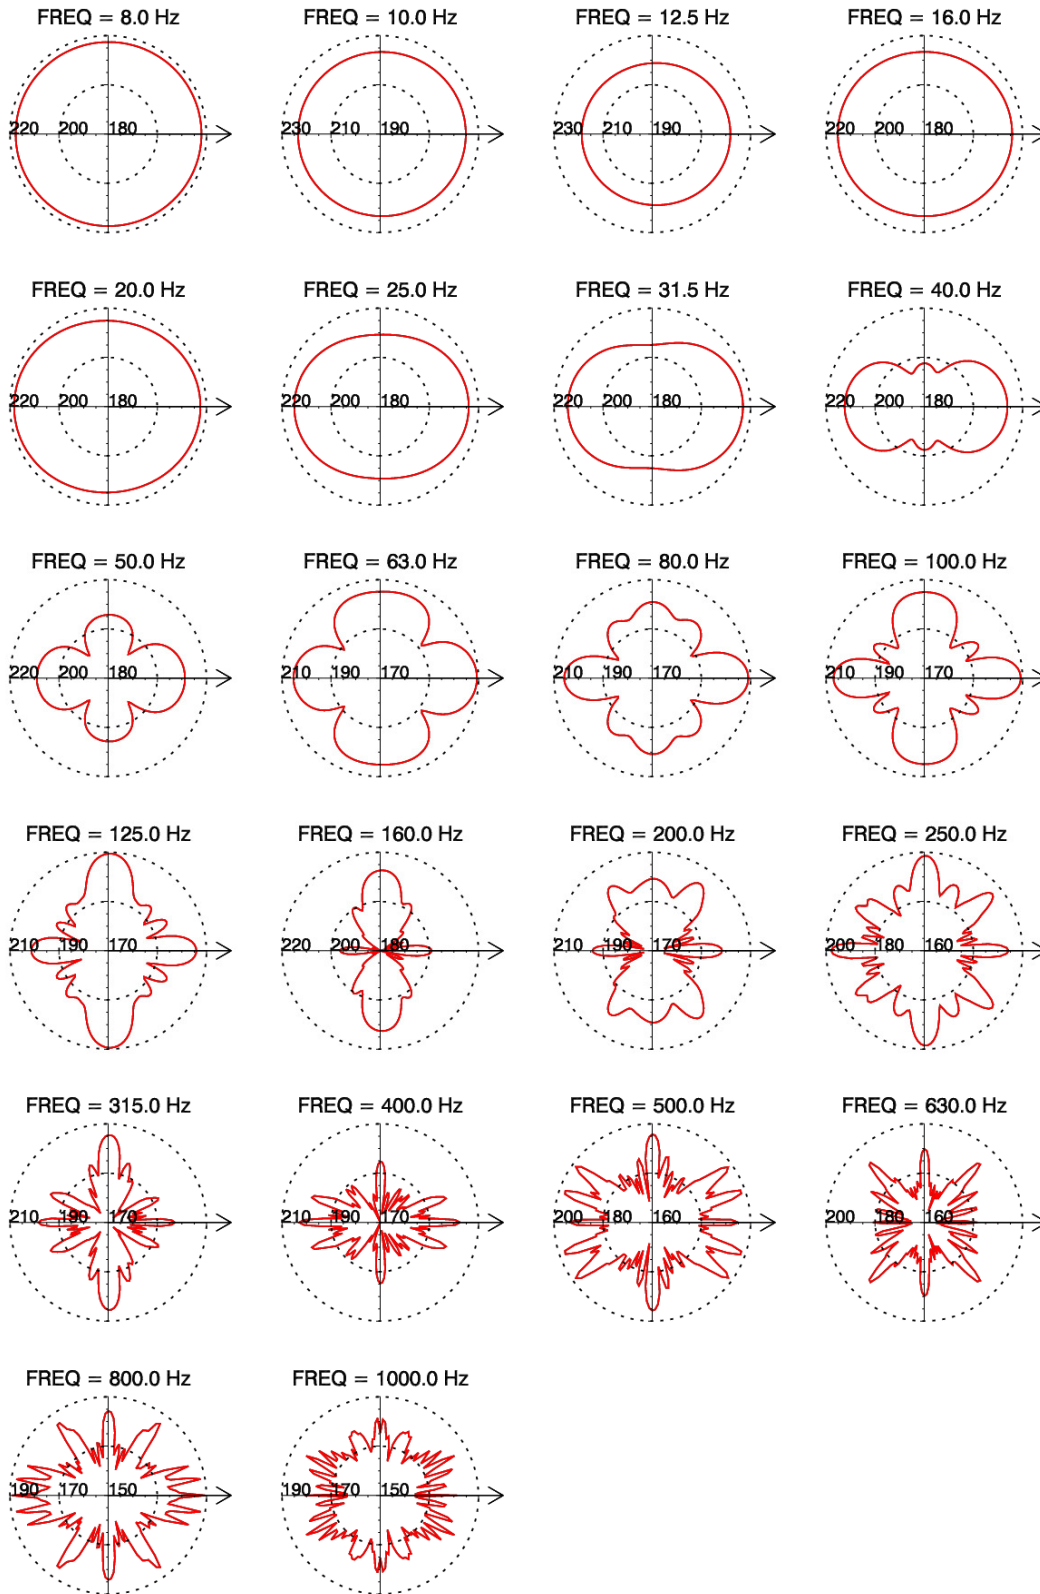 FREQ = 8.0 Hz
FREQ = 10.0 Hz
FREQ = 12.5 Hz
FREQ = 16.0 Hz
220 200 180
230 210 190
230 210 190
220 200 180
FREQ = 20.0 Hz
FREQ = 25.0 Hz
FREQ = 31.5 Hz
FREQ = 40.0 Hz
220 200 180
220 200 180
220 200 180
220 200 180
FREQ = 50.0 Hz
FREQ = 63.0 Hz
FREQ = 80.0 Hz
FREQ = 100.0 Hz
220 200 180
210 190 170
210 190 170
210 190 170
FREQ = 125.0 Hz
FREQ = 160.0 Hz
FREQ = 200.0 Hz
FREQ = 250.0 Hz
210 190 170
220 200 180
210 190 170
200 180 160
FREQ = 315.0 Hz
FREQ = 400.0 Hz
FREQ = 500.0 Hz
FREQ = 630.0 Hz
210 190 170
210 190 170
200 180 160
200 180 160
FREQ = 800.0 Hz
FREQ = 1000.0 Hz
190 170 150
190 170 150